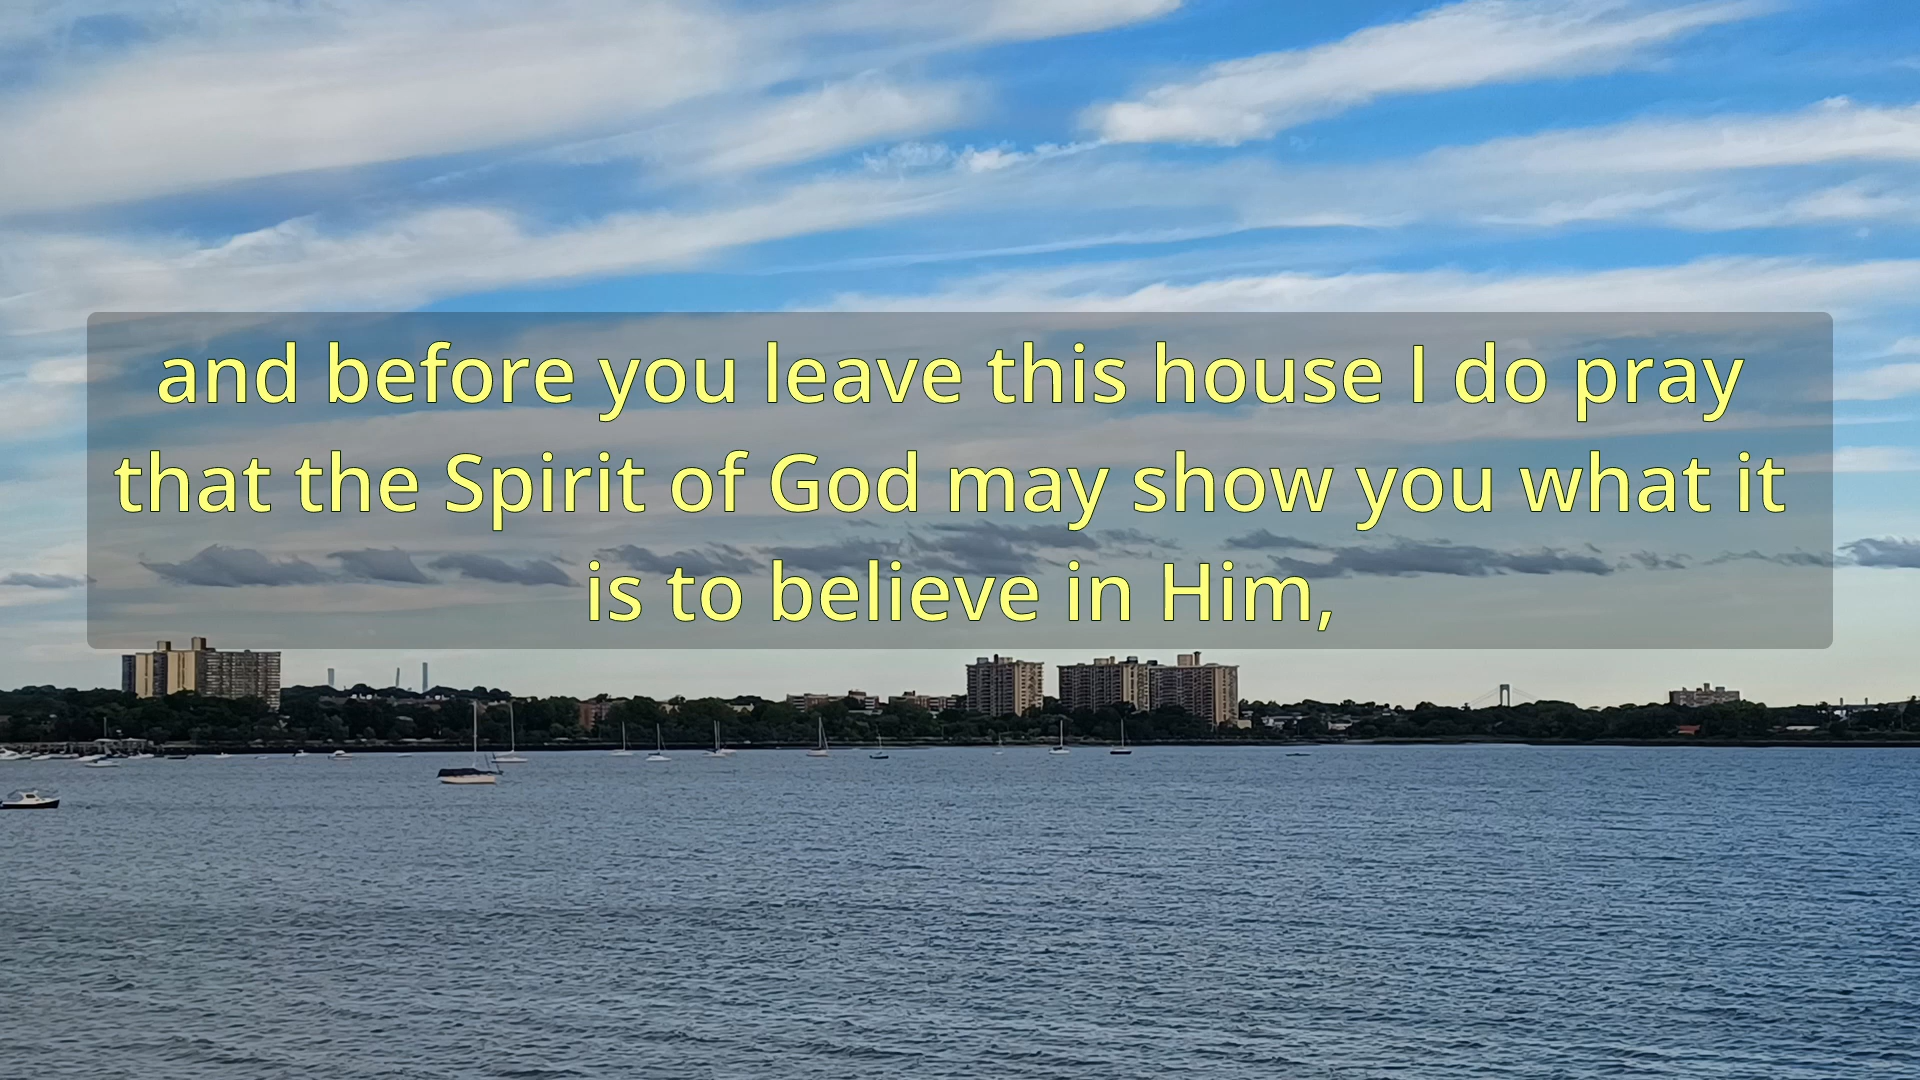 and before you leave this house I do pray
that the Spirit of God may show you what it
is to believe in Him,